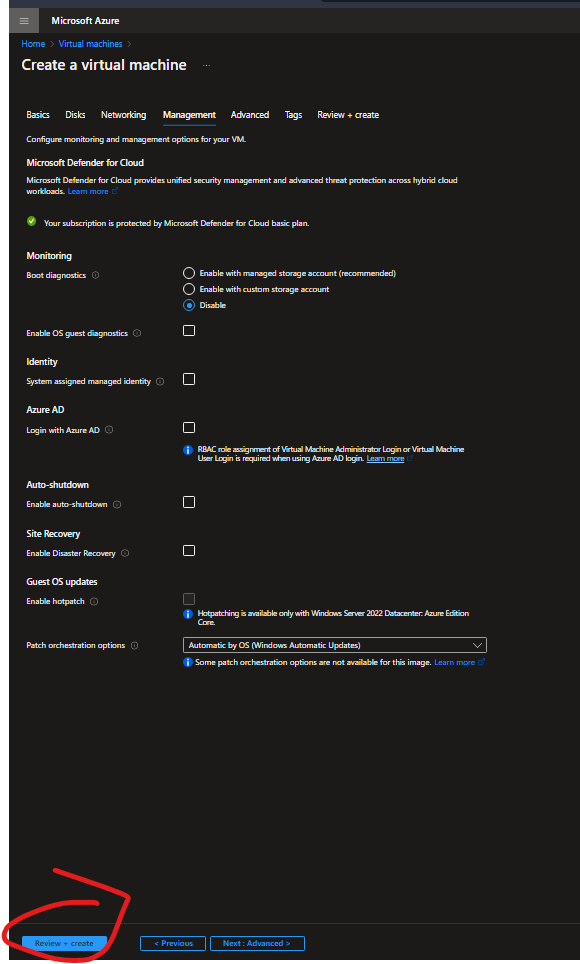 Microsoft Azure
Home > Virtual machines >
Create a virtual machine ...
Basics Disks Networking Management Advanced Tags Review + create
Configure monitoring and management options for your VM.
Microsoft Defender for Cloud
Microsoft Defender for Cloud provides unified security management and advanced threat protection across hybrid cloud
workloads. Learn more
Your subscription is protected by Microsoft Defender for Cloud basic plan.
Monitoring
Boot diagnostics
Enable with managed storage account (recommended)
Enable with custom storage account
Disable
Enable OS guest diagnostics
Identity
System assigned managed identity
Azure AD
Login with Azure AD
RBAC role assignment of Virtual Machine Administrator Login or Virtual Machine
User Login is required when using Azure AD login. Learn more
Auto-shutdown
Enable auto-shutdown
Site Recovery
Enable Disaster Recovery
Guest OS updates
Enable hotpatch
Hotpatching is available only with Windows Server 2022 Datacenter: Azure Edition
Core.
Patch orchestration options
Automatic by OS (Windows Automatic Updates)
Some patch orchestration options are not available for this image. Learn more
Review + create
< Previous
Next : Advanced >